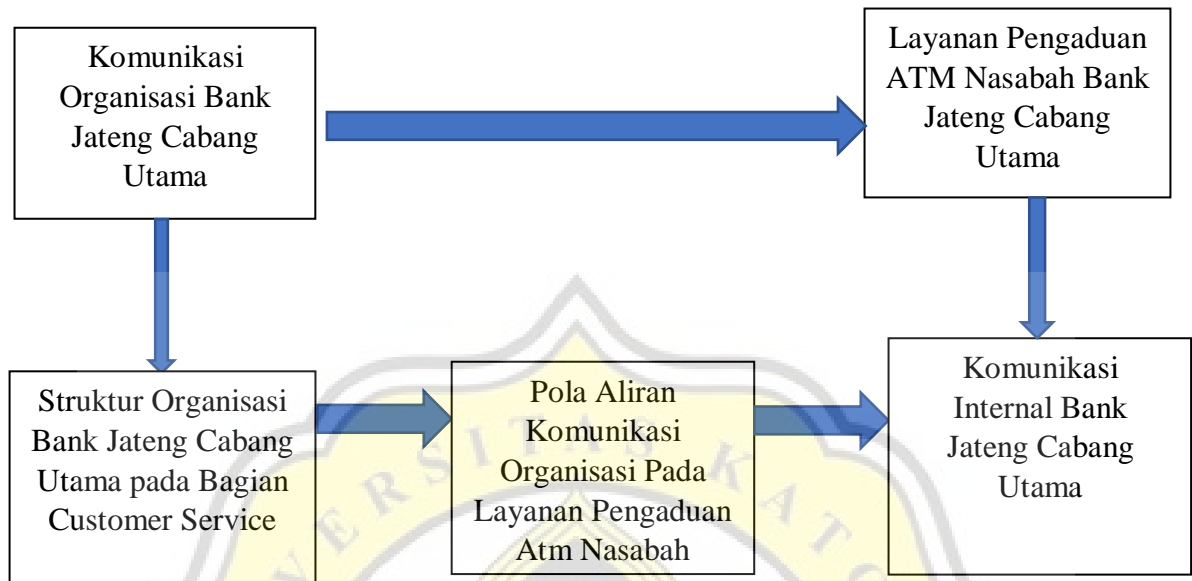 Komunikasi
Organisasi Bank
Jateng Cabang
Utama
Layanan Pengaduan
ATM Nasabah Bank
Jateng Cabang
Utama
Struktur Organisasi
Bank Jateng Cabang
Utama pada Bagian
Customer Service
Pola Aliran
Komunikasi
Organisasi Pada
Layanan Pengaduan
Atm Nasabah
Komunikasi
Internal Bank
Jateng Cabang
Utama